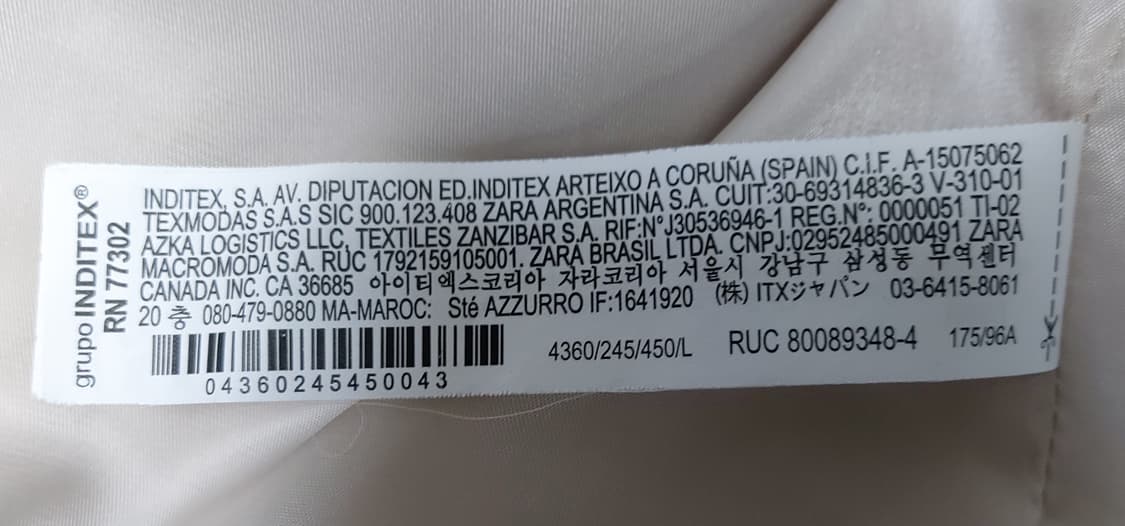 grupo INDITEX®
RN 77302
INDITEX, S.A. AV. DIPUTACION ED.INDITEX ARTEIXO A CORUÑA (SPAIN) C.I.F. A-15075062
TEXMODAS S.A.S SIC 900.123.408 ZARA ARGENTINA S.A. CUIT:30-69314836-3 V-310-01
AZKA LOGISTICS LLC, TEXTILES ZANZIBAR S.A. RIF:Nº J30536946-1 REG.Nº: 0000051 TI-02
MACROMODA S.A. RUC 1792159105001. ZARA BRASIL LTDA. CNPJ:02952485000491 ZARA
CANADA INC. CA 36685 아이티엑스코리아 자라코리아 서울시 강남구 삼성동 무역센터
20 층 080-479-0880 MA-MAROC: Sté AZZURRO IF:1641920 (株) ITXジャパン 03-6415-8061
04360245450043
4360/245/450/L RUC 80089348-4 175/96A